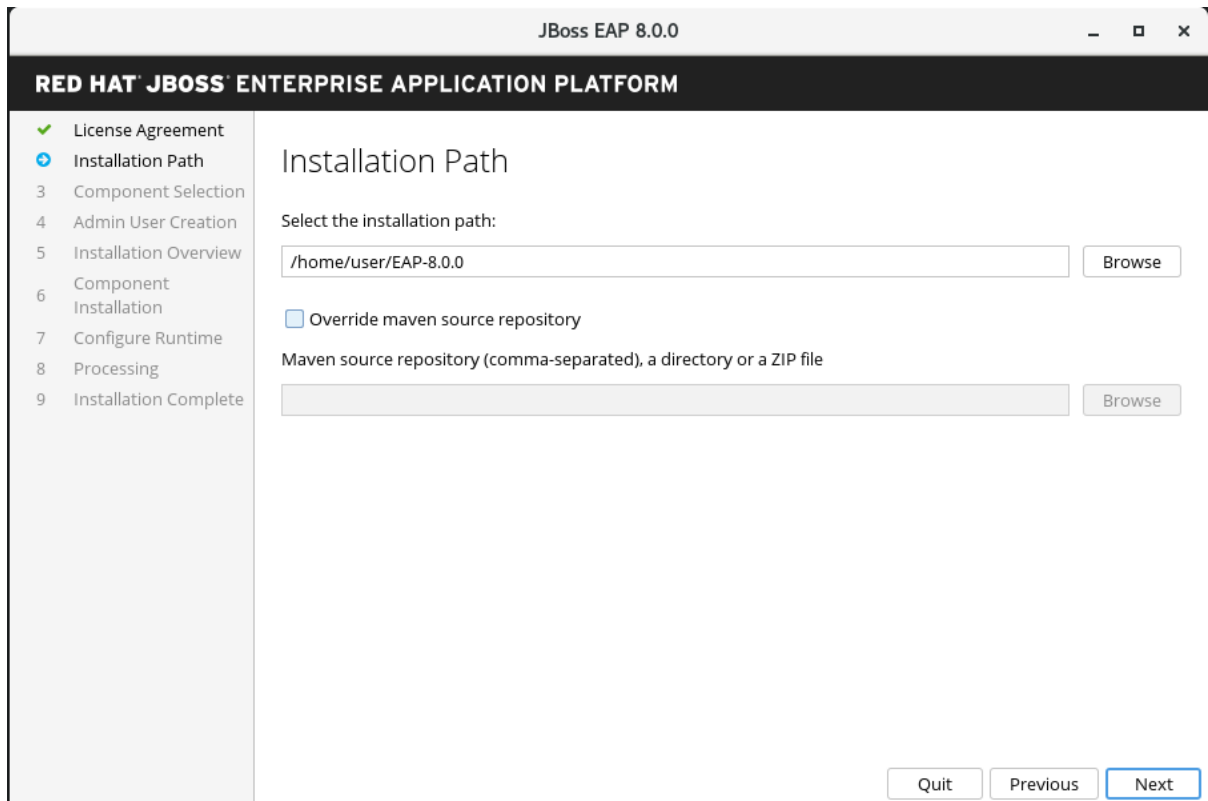 JBoss EAP 8.0.0
RED HAT JBOSS ENTERPRISE APPLICATION PLATFORM
License Agreement
Installation Path
3 Component Selection
4 Admin User Creation
5 Installation Overview
6 Component
Installation
7 Configure Runtime
8 Processing
9 Installation Complete
Installation Path
Select the installation path:
/home/user/EAP-8.0.0
Browse
Override maven source repository
Maven source repository (comma-separated), a directory or a ZIP file
Browse
Quit
Previous
Next